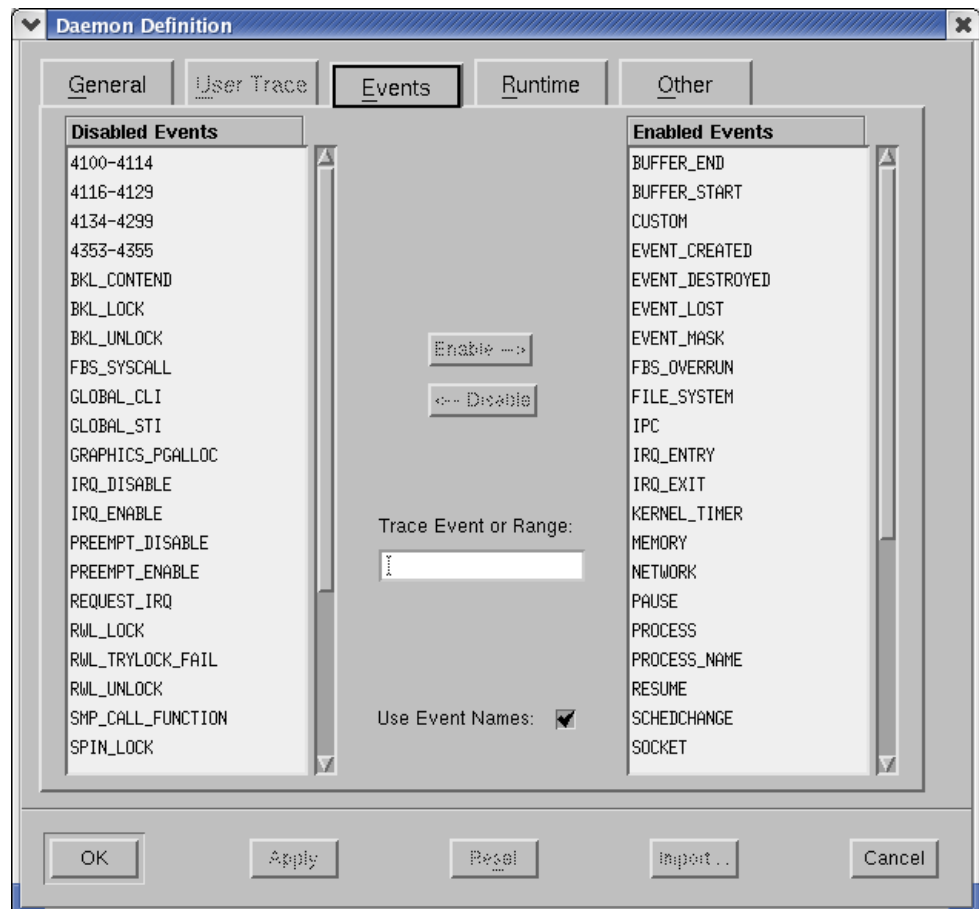 Daemon Definition
General User Trace Events Runtime Other
Disabled Events
4100-4114
4116-4129
4134-4299
4353-4355
BKL_CONTEND
BKL_LOCK
BKL_UNLOCK
FBS_SYSCALL
GLOBAL_CLI
GLOBAL_STI
GRAPHICS_PGALLOC
IRQ_DISABLE
IRQ_ENABLE
PREEMPT_DISABLE
PREEMPT_ENABLE
REQUEST_IRQ
RWL_LOCK
RWL_TRYLOCK_FAIL
RWL_UNLOCK
SMP_CALL_FUNCTION
SPIN_LOCK
Enable -->
<-- Disable
Trace Event or Range:
Use Event Names:
Enabled Events
BUFFER_END
BUFFER_START
CUSTOM
EVENT_CREATED
EVENT_DESTROYED
EVENT_LOST
EVENT_MASK
FBS_OVERRUN
FILE_SYSTEM
IPC
IRQ_ENTRY
IRQ_EXIT
KERNEL_TIMER
MEMORY
NETWORK
PAUSE
PROCESS
PROCESS_NAME
RESUME
SCHEDCHANGE
SOCKET
OK Apply Reset Import... Cancel